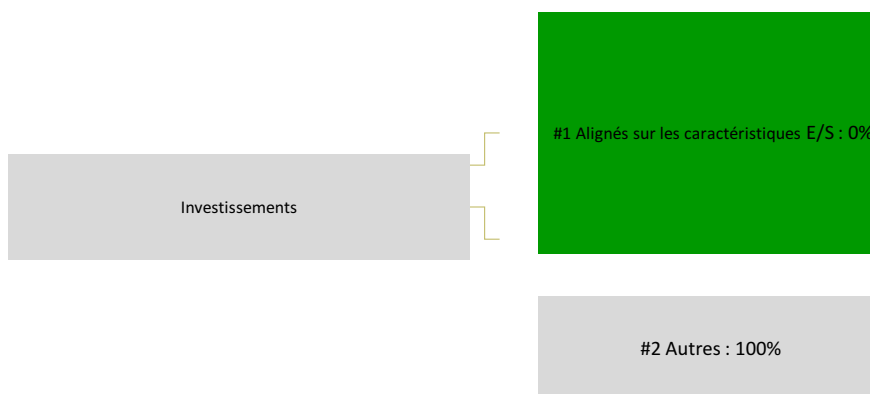 #1 Alignés sur les caractéristiques E/S : 0%
Investissements
#2 Autres : 100%